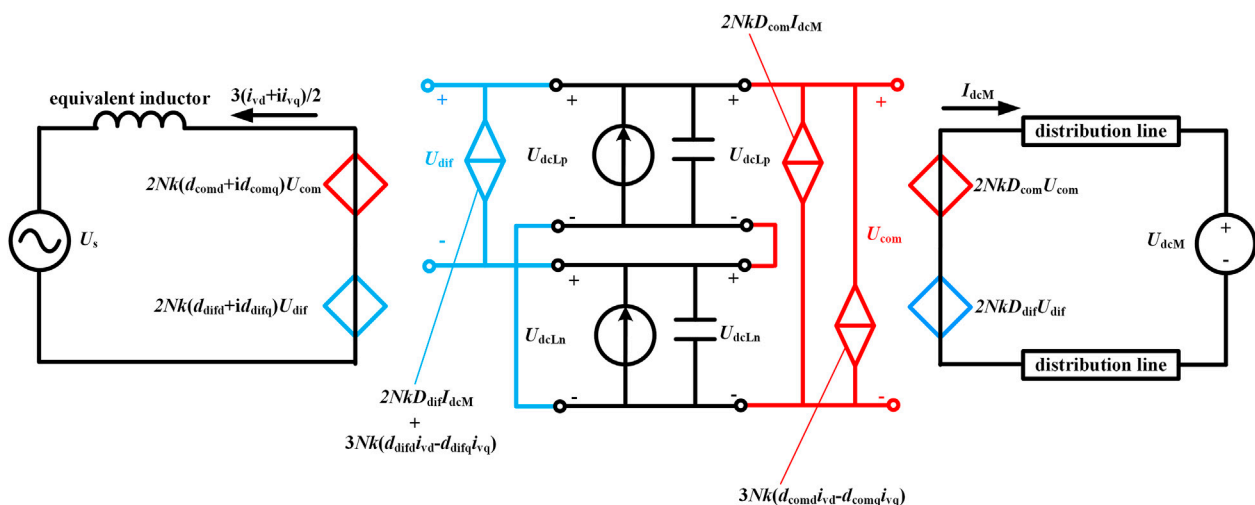 equivalent inductor
3(ivd+iivq)/2
2Nk(dcomd+idcomq)Ucom
Us
2Nk(ddifd+iddifq)Udif
2NkDcomIdcM
+
+
+
+
Udif
UdcLp
UdcLp
-
-
-
+
+
Ucom
UdcLn
UdcLn
-
-
-
2NkDdifIdcM
+
3Nk(ddifdivd-ddifqivq)
3Nk(dcomdivd-dcomqivq)
IdcM
distribution line
2NkDcomUcom
UdcM
+
-
2NkDdifUdif
distribution line